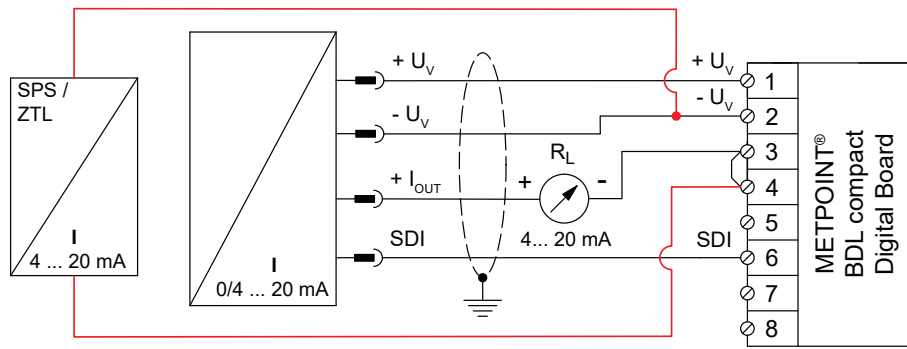 SPS /
ZTL
I
4 ... 20 mA
I
0/4 ... 20 mA
+ UV
- UV
+ IOUT
SDI
RL
+ -
4... 20 mA
+ UV
- UV
SDI
1
2
3
4
5
6
7
8
METPOINT®
BDL compact
Digital Board